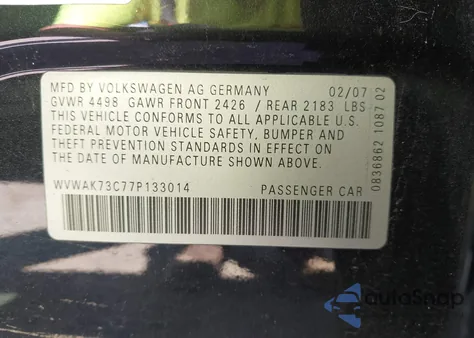 MFD BY VOLKSWAGEN AG GERMANY 02/07
GVWR 4498 GAWR FRONT 2426 / REAR 2183 LBS
THIS VEHICLE CONFORMS TO ALL APPLICABLE U.S.
FEDERAL MOTOR VEHICLE SAFETY, BUMPER AND
THEFT PREVENTION STANDARDS IN EFFECT ON THE
DATE OF MANUFACTURE SHOWN ABOVE.
WVWAK73C77P133014 PASSENGER CAR
0836862 1087 02
autoSnap